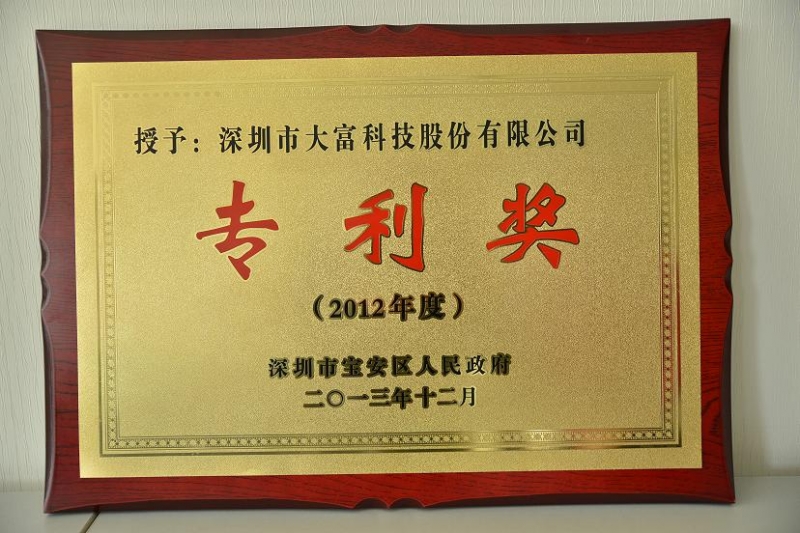 授予：深圳市大富科技股份有限公司
专利奖
（2012年度）
深圳市宝安区人民政府
二〇一三年十二月